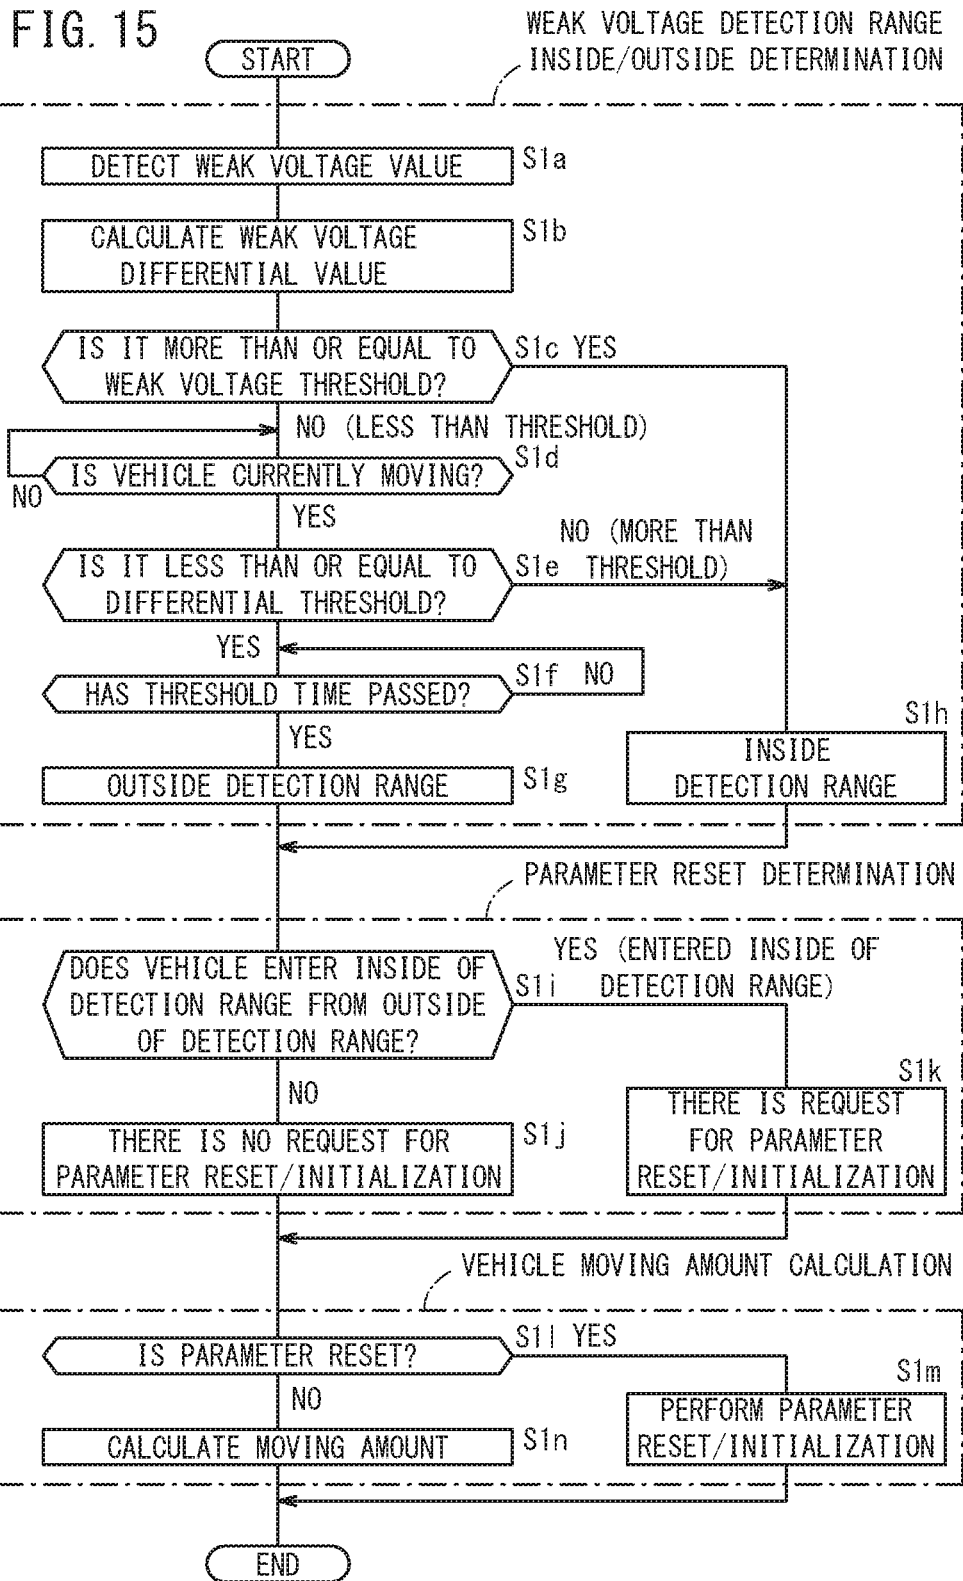 FIG. 15
WEAK VOLTAGE DETECTION RANGE
INSIDE/OUTSIDE DETERMINATION
START
DETECT WEAK VOLTAGE VALUE
S1a
CALCULATE WEAK VOLTAGE
DIFFERENTIAL VALUE
S1b
IS IT MORE THAN OR EQUAL TO
WEAK VOLTAGE THRESHOLD?
S1c YES
NO (LESS THAN THRESHOLD)
IS VEHICLE CURRENTLY MOVING?
S1d
NO
YES
IS IT LESS THAN OR EQUAL TO
DIFFERENTIAL THRESHOLD?
S1e
NO (MORE THAN
THRESHOLD)
YES
HAS THRESHOLD TIME PASSED?
S1f NO
YES
OUTSIDE DETECTION RANGE
S1g
S1h
INSIDE
DETECTION RANGE
PARAMETER RESET DETERMINATION
DOES VEHICLE ENTER INSIDE OF
DETECTION RANGE FROM OUTSIDE
OF DETECTION RANGE?
S1i
YES (ENTERED INSIDE OF
DETECTION RANGE)
NO
THERE IS NO REQUEST FOR
PARAMETER RESET/INITIALIZATION
S1j
S1k
THERE IS REQUEST
FOR PARAMETER
RESET/INITIALIZATION
VEHICLE MOVING AMOUNT CALCULATION
IS PARAMETER RESET?
S1l YES
NO
CALCULATE MOVING AMOUNT
S1n
S1m
PERFORM PARAMETER
RESET/INITIALIZATION
END